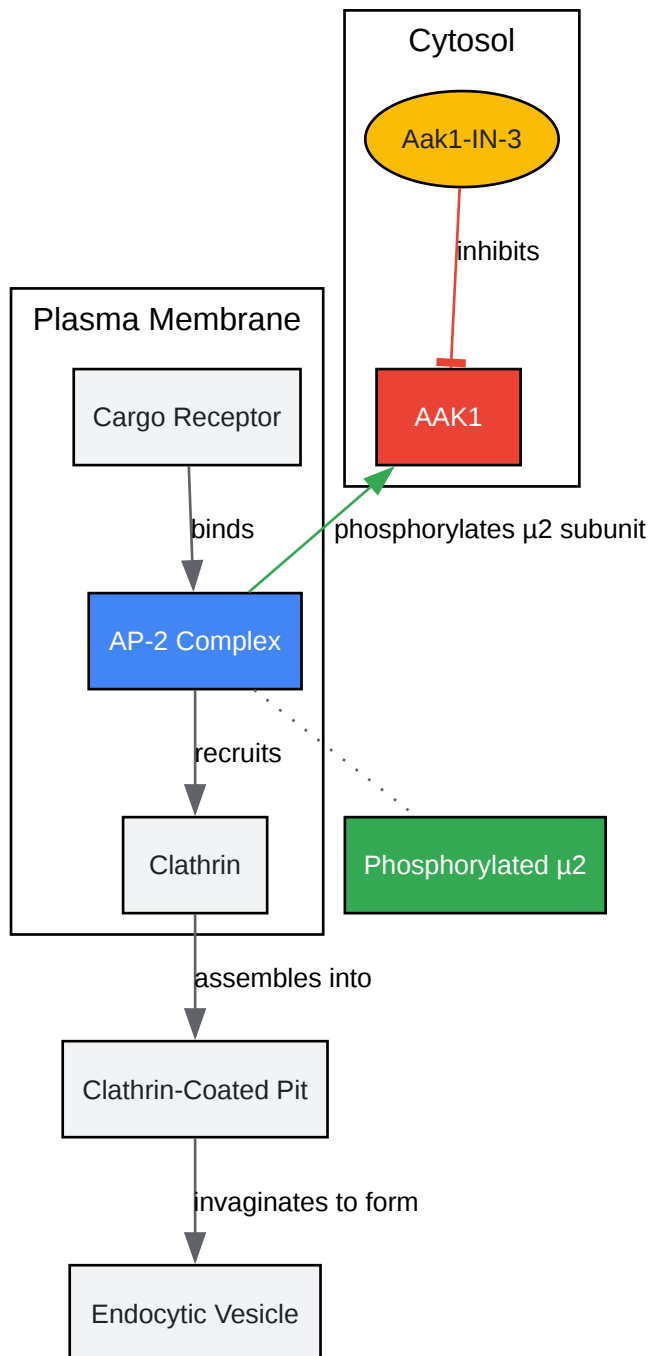 Cytosol
Aak1-IN-3
inhibits
Plasma Membrane
Cargo Receptor
AAK1
binds
phosphorylates µ2 subunit
AP-2 Complex
recruits
Clathrin
Phosphorylated µ2
assembles into
Clathrin-Coated Pit
invaginates to form
Endocytic Vesicle